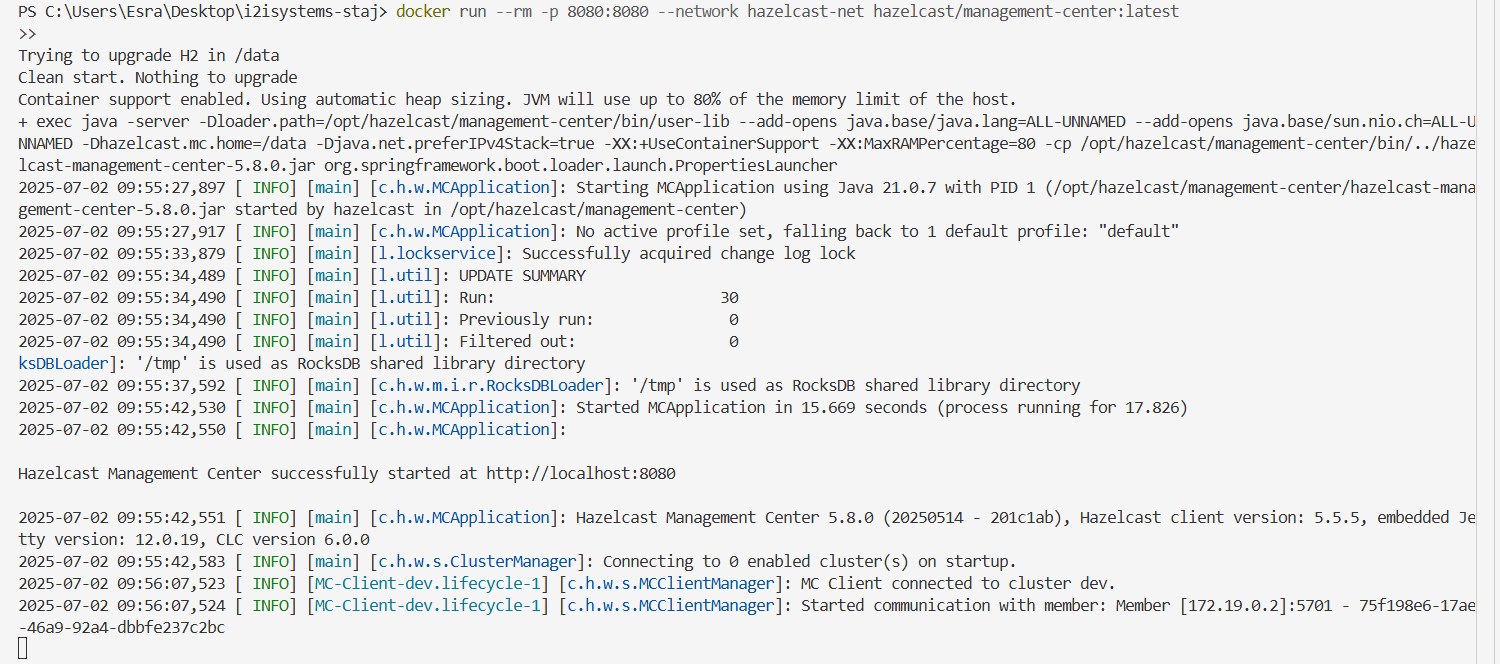 PS C:\Users\Esra\Desktop\i2isystems-staj> docker run --rm -p 8080:8080 --network hazelcast-net hazelcast/management-center:latest
>>
Trying to upgrade H2 in /data
Clean start. Nothing to upgrade
Container support enabled. Using automatic heap sizing. JVM will use up to 80% of the memory limit of the host.
+ exec java -server -Dloader.path=/opt/hazelcast/management-center/bin/user-lib --add-opens java.base/java.lang=ALL-UNNAMED --add-opens java.base/sun.nio.ch=ALL-U
NNAMED -Dhazelcast.mc.home=/data -Djava.net.preferIPv4Stack=true -XX:+UseContainerSupport -XX:MaxRAMPercentage=80 -cp /opt/hazelcast/management-center/bin/../haze
lcast-management-center-5.8.0.jar org.springframework.boot.loader.launch.PropertiesLauncher
2025-07-02 09:55:27,897 [ INFO] [main] [c.h.w.MCApplication]: Starting MCApplication using Java 21.0.7 with PID 1 (/opt/hazelcast/management-center/hazelcast-mana
gement-center-5.8.0.jar started by hazelcast in /opt/hazelcast/management-center)
2025-07-02 09:55:27,917 [ INFO] [main] [c.h.w.MCApplication]: No active profile set, falling back to 1 default profile: "default"
2025-07-02 09:55:33,879 [ INFO] [main] [l.lockservice]: Successfully acquired change log lock
2025-07-02 09:55:34,489 [ INFO] [main] [l.util]: UPDATE SUMMARY
2025-07-02 09:55:34,490 [ INFO] [main] [l.util]: Run: 30
2025-07-02 09:55:34,490 [ INFO] [main] [l.util]: Previously run: 0
2025-07-02 09:55:34,490 [ INFO] [main] [l.util]: Filtered out: 0
ksDBLoader]: '/tmp' is used as RocksDB shared library directory
2025-07-02 09:55:37,592 [ INFO] [main] [c.h.w.m.i.r.RocksDBLoader]: '/tmp' is used as RocksDB shared library directory
2025-07-02 09:55:42,530 [ INFO] [main] [c.h.w.MCApplication]: Started MCApplication in 15.669 seconds (process running for 17.826)
2025-07-02 09:55:42,550 [ INFO] [main] [c.h.w.MCApplication]:
Hazelcast Management Center successfully started at http://localhost:8080
2025-07-02 09:55:42,551 [ INFO] [main] [c.h.w.MCApplication]: Hazelcast Management Center 5.8.0 (20250514 - 201c1ab), Hazelcast client version: 5.5.5, embedded Je
tty version: 12.0.19, CLC version 6.0.0
2025-07-02 09:55:42,583 [ INFO] [main] [c.h.w.s.ClusterManager]: Connecting to 0 enabled cluster(s) on startup.
2025-07-02 09:56:07,523 [ INFO] [MC-Client-dev.lifecycle-1] [c.h.w.s.MCClientManager]: MC Client connected to cluster dev.
2025-07-02 09:56:07,524 [ INFO] [MC-Client-dev.lifecycle-1] [c.h.w.s.MCClientManager]: Started communication with member: Member [172.19.0.2]:5701 - 75f198e6-17ae
-46a9-92a4-dbbfe237c2bc